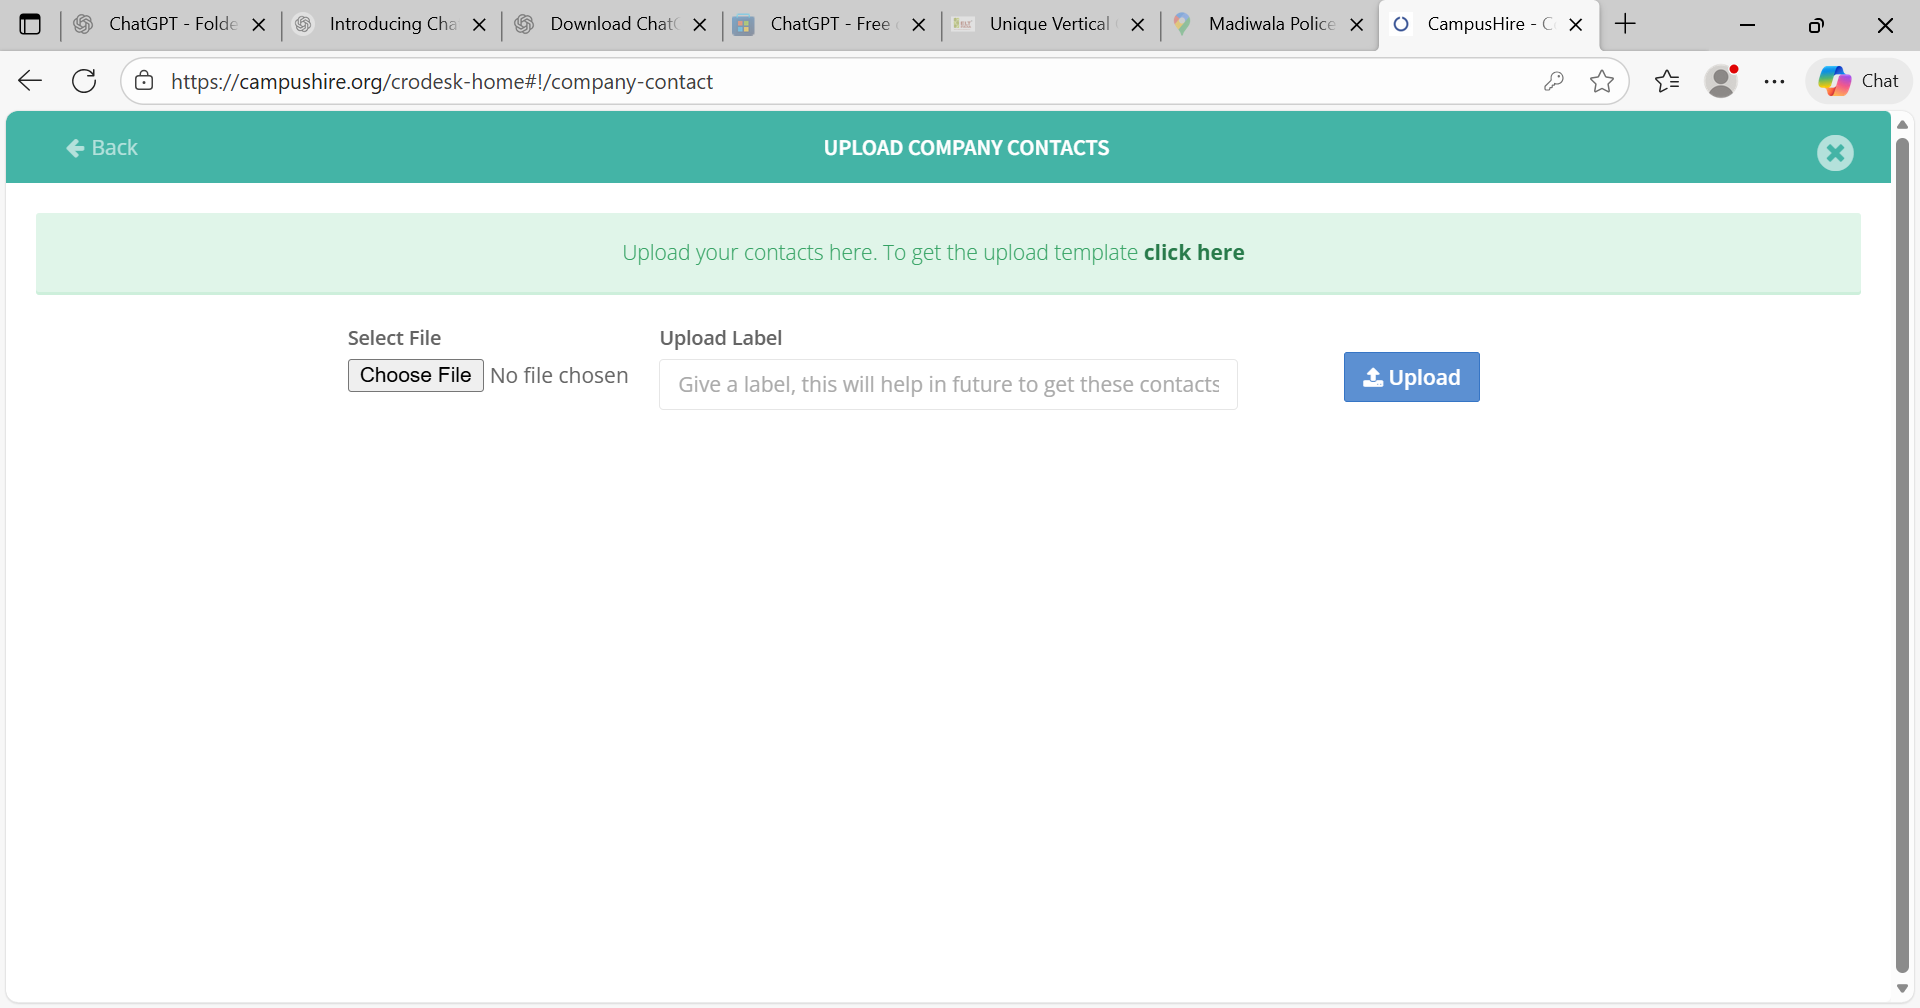 ChatGPT - Folde
Introducing Cha
Download Chat
ChatGPT - Free
Unique Vertical
Madiwala Police
CampusHire - C
https://campushire.org/crodesk-home#!/company-contact
Chat
Back
UPLOAD COMPANY CONTACTS
Upload your contacts here. To get the upload template click here
Select File
Upload Label
Choose File No file chosen
Give a label, this will help in future to get these contacts
Upload